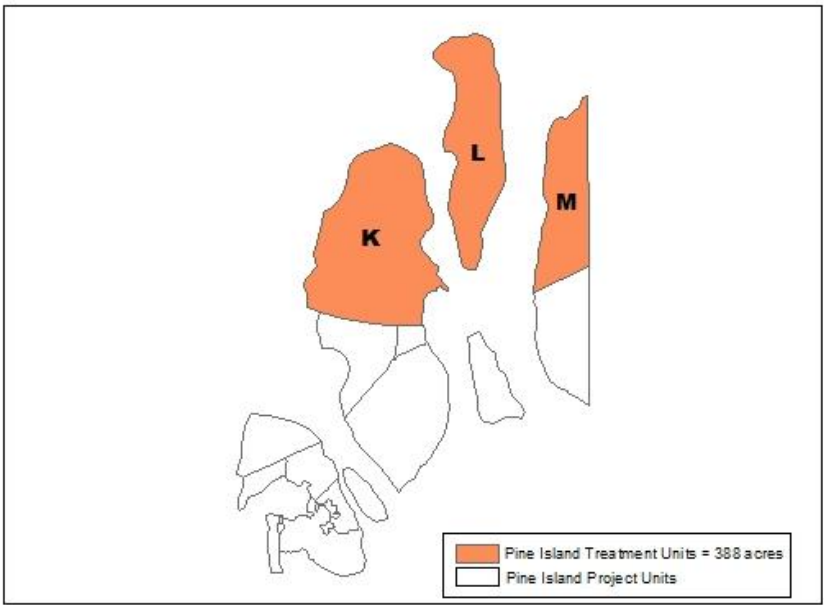 L
M
K
Pine Island Treatment Units = 388 acres
Pine Island Project Units